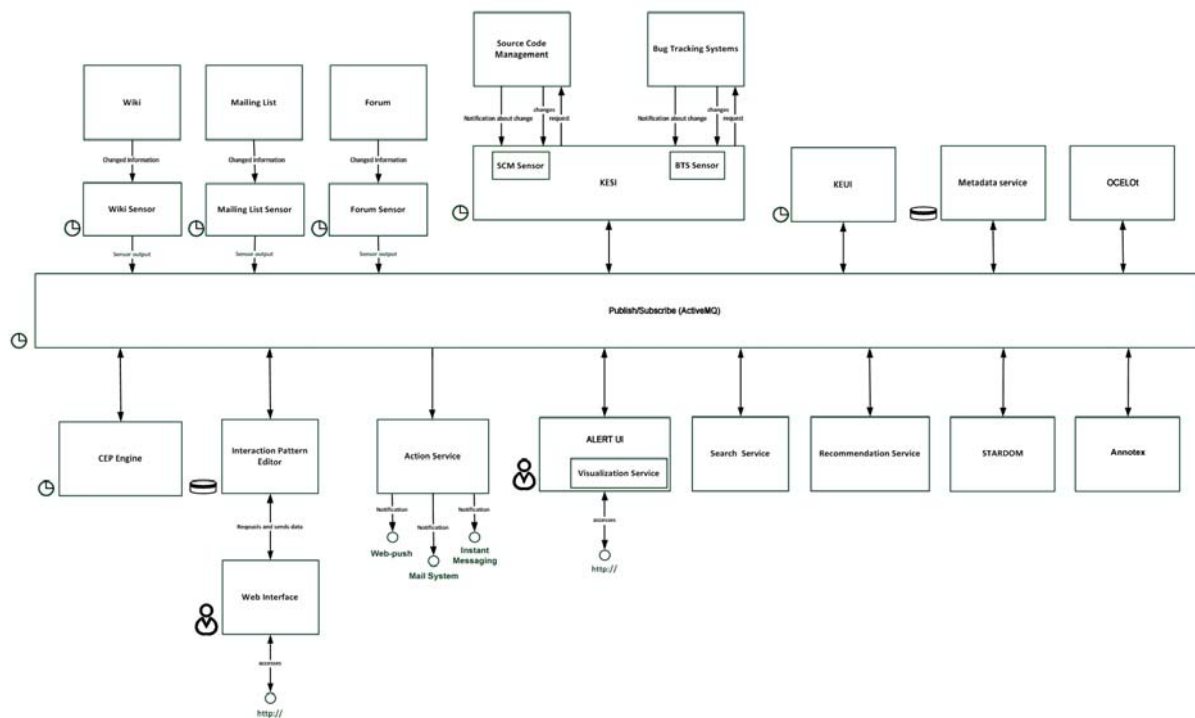 Source Code
Management
Bug Tracking Systems
Wiki
Mailing List
Forum
Notification about change
changes
request
Notification about change
changes
request
Changed information
Changed information
Changed information
SCM Sensor
BTS Sensor
KESI
KEUI
Metadata service
OCELOt
Wiki Sensor
Mailing List Sensor
Forum Sensor
Sensor output
Sensor output
Sensor output
Publish/Subscribe (ActiveMQ)
CEP Engine
Interaction Pattern
Editor
Action Service
ALERT UI
Visualization Service
Search Service
Recommendation Service
STARDOM
Annotex
Notification
Notification
Notification
Requests and sends data
accesses
Web-push
Mail System
Instant
Messaging
http://
Web Interface
accesses
http://